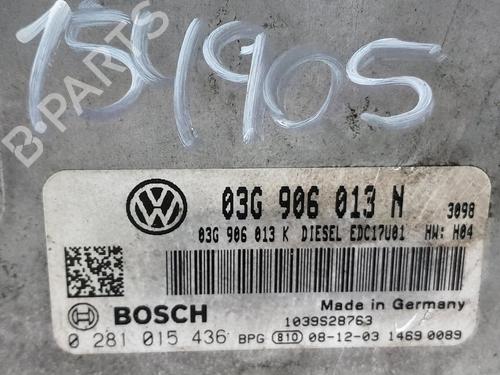 154905
B-PARTS
03G 906 013 N 3098
03G 906 013 K DIESEL EDC17U01 HW: H04
BOSCH
Made in Germany
1039S28763
0 281 015 436 BPG 810 08-12-03 1469 0089